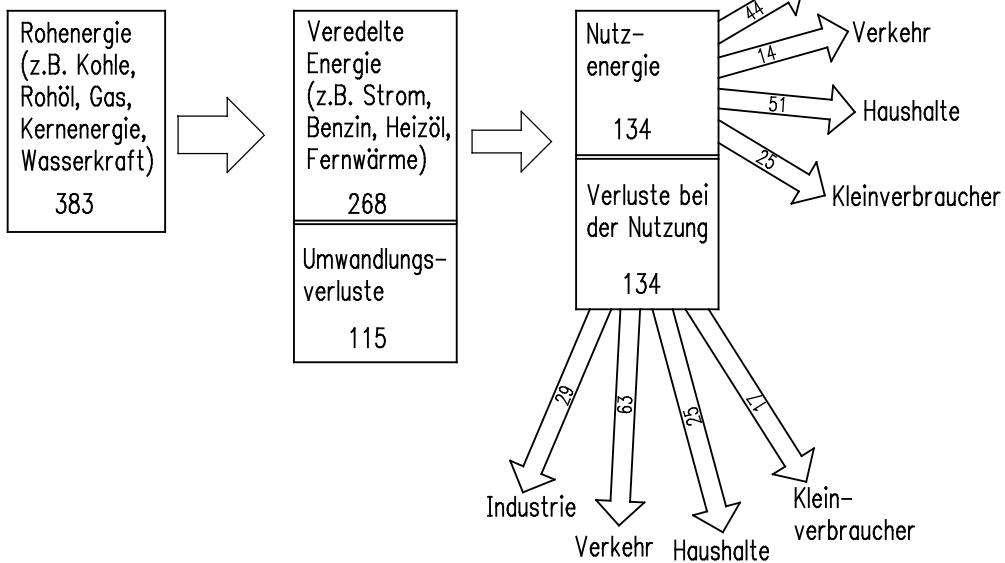 Rohenergie
(z.B. Kohle,
Rohöl, Gas,
Kernenergie,
Wasserkraft)
383
Veredelte
Energie
(z.B. Strom,
Benzin, Heizöl,
Fernwärme)
268
Umwandlungs-
verluste
115
Nutz-
energie
134
Verluste bei
der Nutzung
134
44
14
Verkehr
51
Haushalte
25
Kleinverbraucher
29
Industrie
63
Verkehr
25
Haushalte
17
Klein-
verbraucher